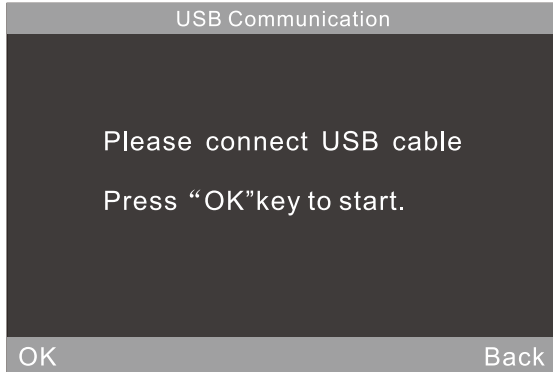 USB Communication
Please connect USB cable
Press “OK”key to start.
OK Back